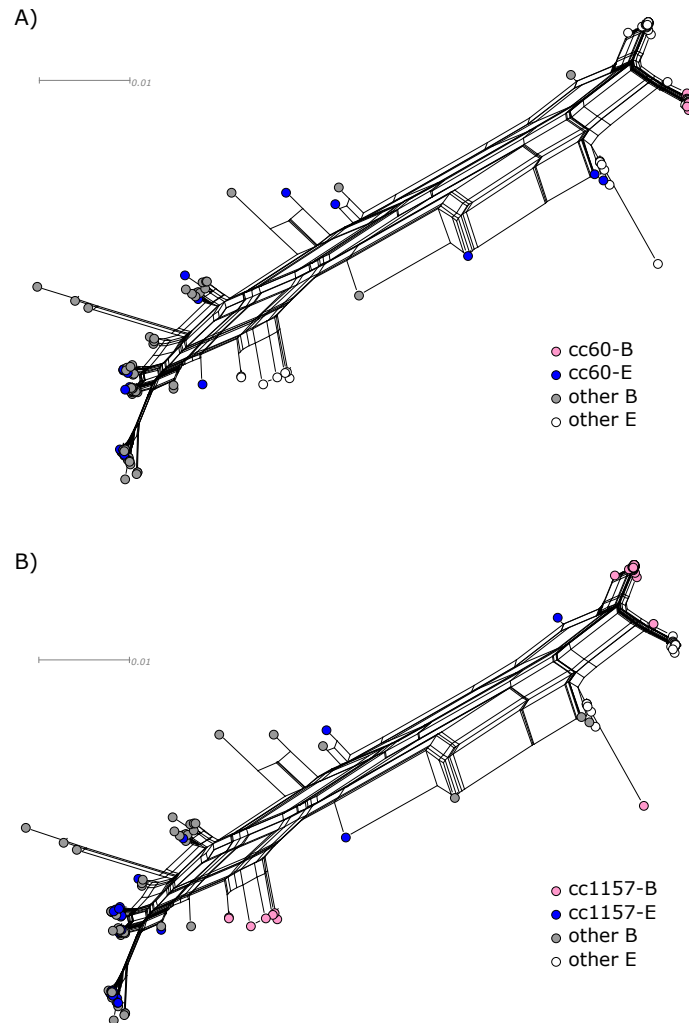 A)
0.01
cc60-B
cc60-E
other B
other E
B)
0.01
cc1157-B
cc1157-E
other B
other E